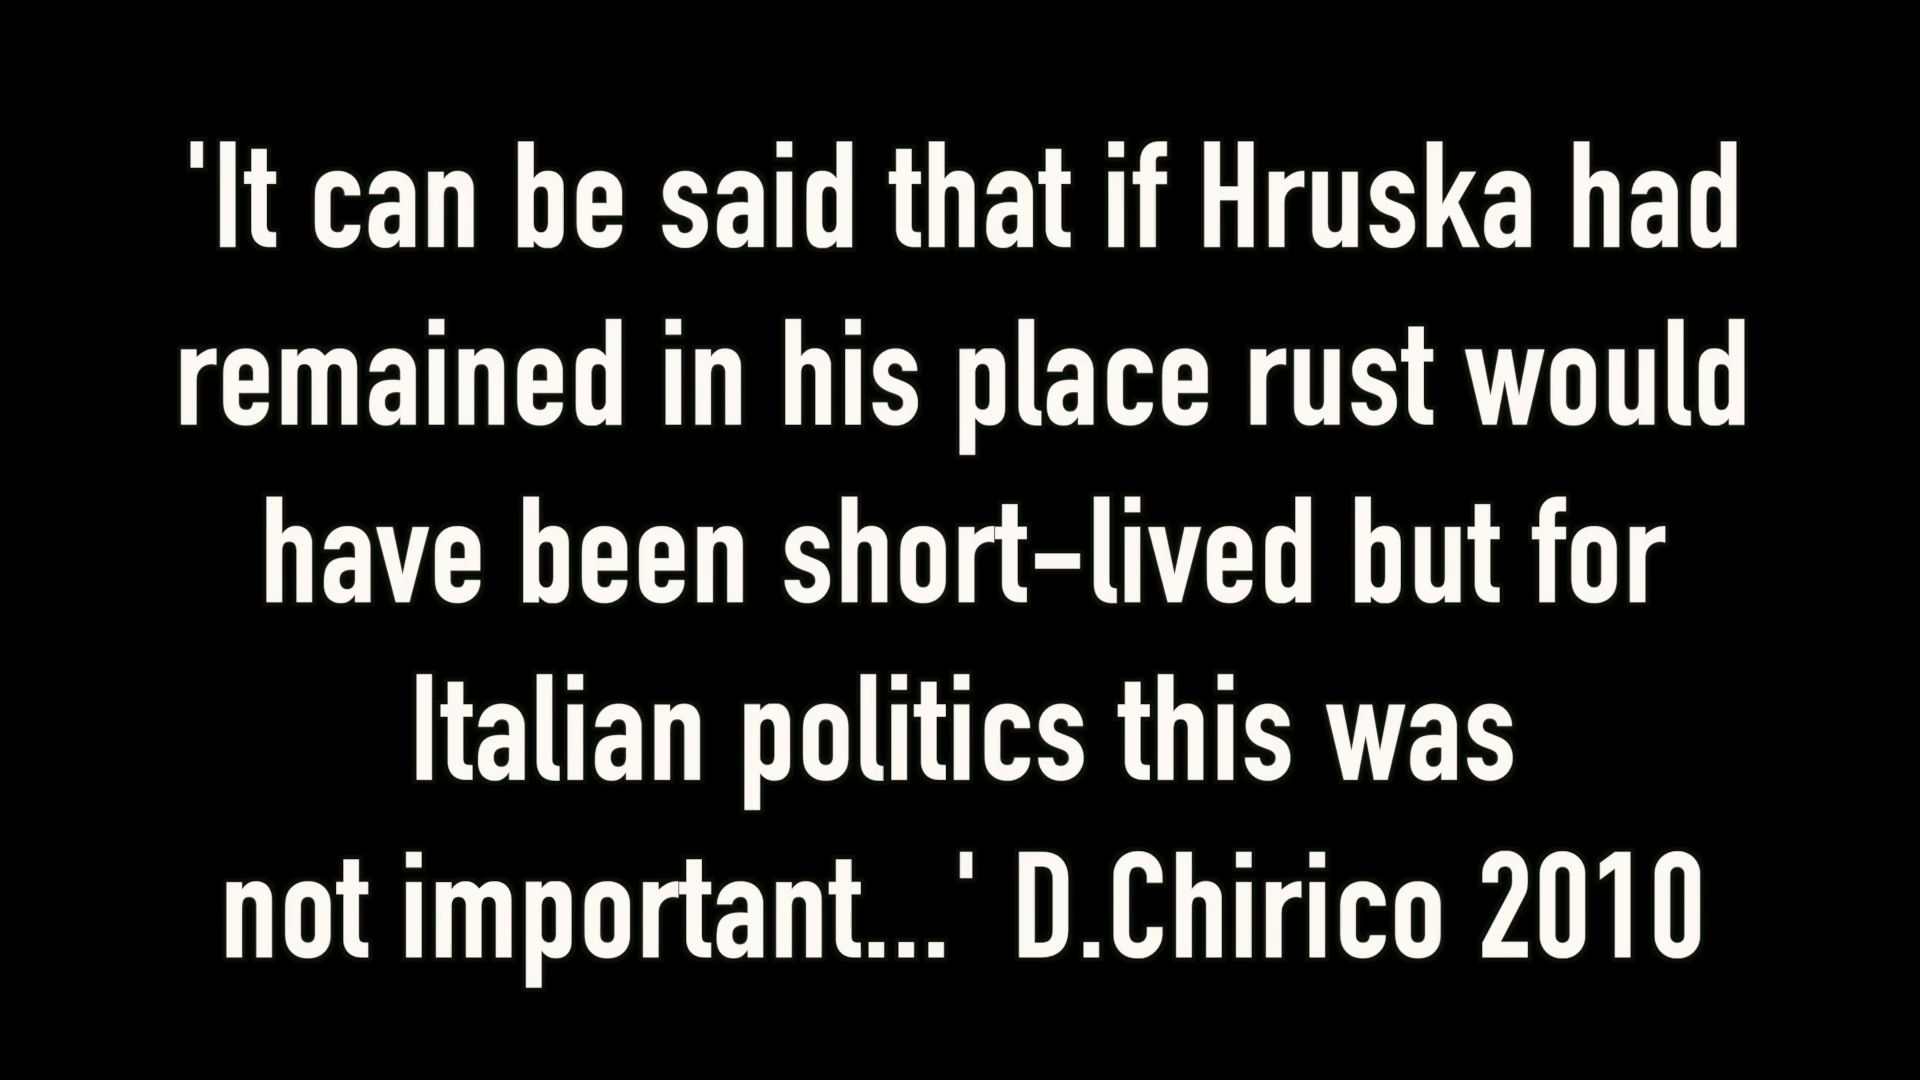 'It can be said that if Hruska had
remained in his place rust would
have been short-lived but for
Italian politics this was
not important...' D.Chirico 2010